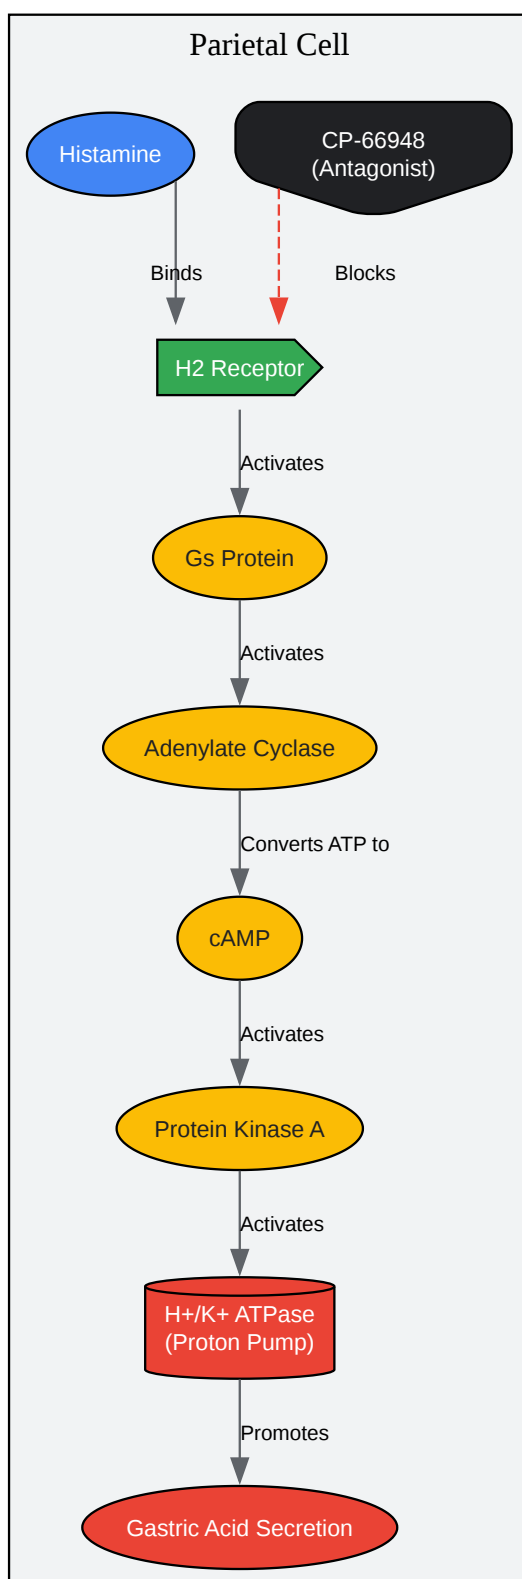 Parietal Cell
Histamine
CP-66948
(Antagonist)
Binds
Blocks
H2 Receptor
Activates
Gs Protein
Activates
Adenylate Cyclase
Converts ATP to
cAMP
Activates
Protein Kinase A
Activates
H+/K+ ATPase
(Proton Pump)
Promotes
Gastric Acid Secretion